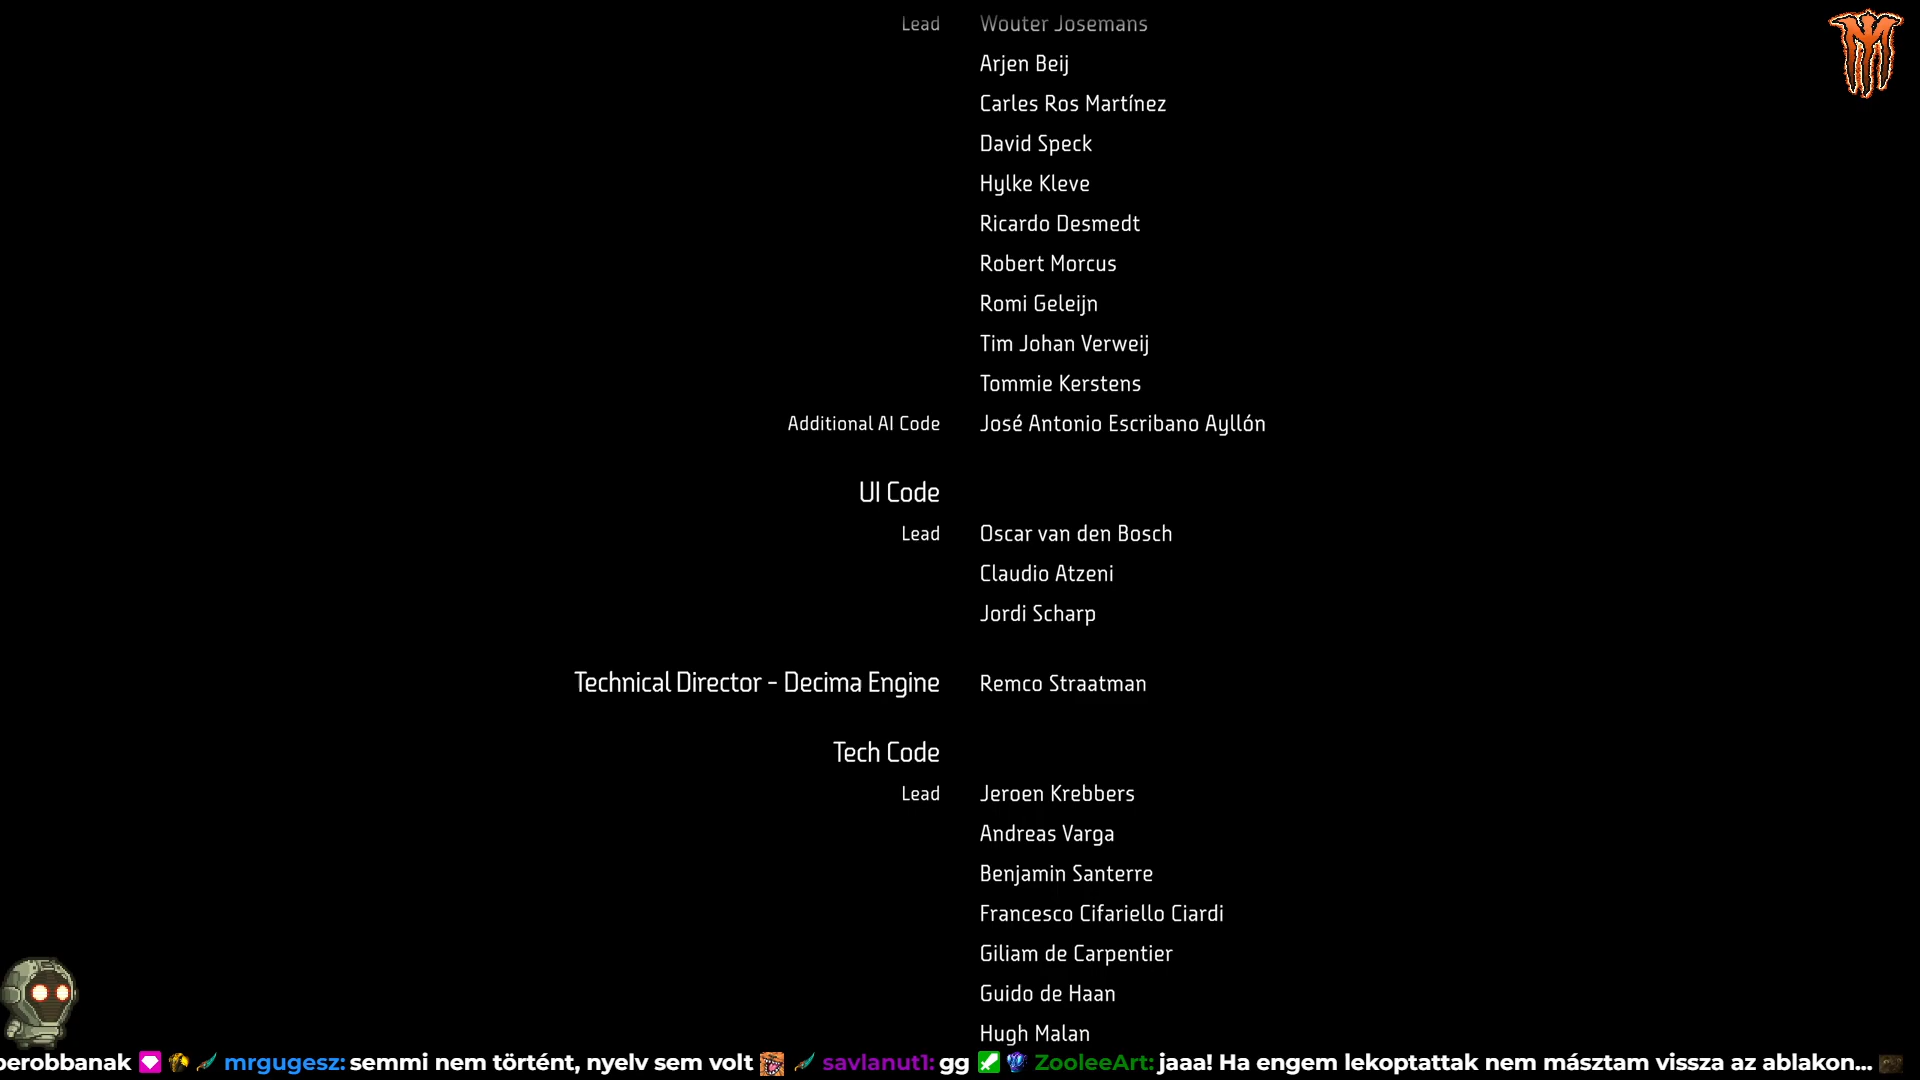 Lead Wouter Josemans
Arjen Beij
Carles Ros Martínez
David Speck
Hylke Kleve
Ricardo Desmedt
Robert Morcus
Romi Geleijn
Tim Johan Verweij
Tommie Kerstens
Additional AI Code José Antonio Escribano Ayllón
UI Code
Lead Oscar van den Bosch
Claudio Atzeni
Jordi Scharp
Technical Director - Decima Engine Remco Straatman
Tech Code
Lead Jeroen Krebbers
Andreas Varga
Benjamin Santerre
Francesco Cifariello Ciardi
Giliam de Carpentier
Guido de Haan
Hugh Malan
perobbanak mrgugesz: semmi nem történt, nyelv sem volt savlanut1: gg ZooleeArt: jaaa! Ha engem lekoptattak nem másztam vissza az ablakon...